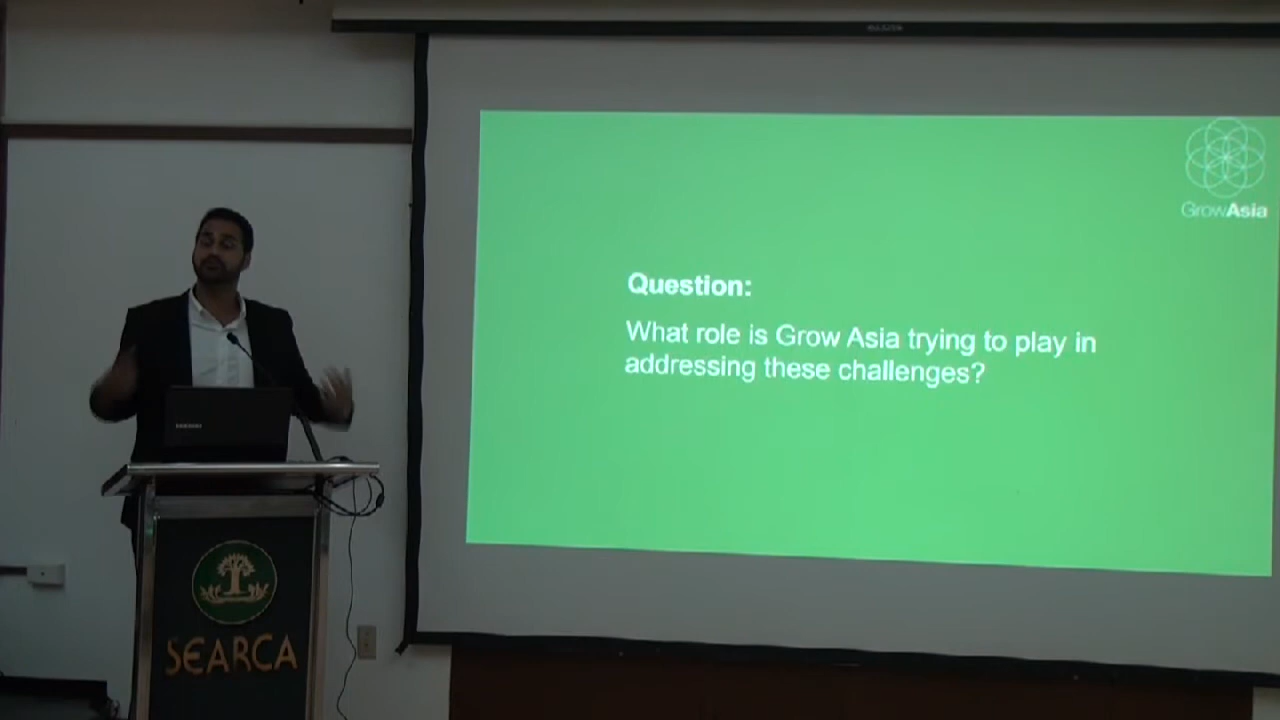 GrowAsia
Question:
What role is Grow Asia trying to play in
addressing these challenges?
SEARCA